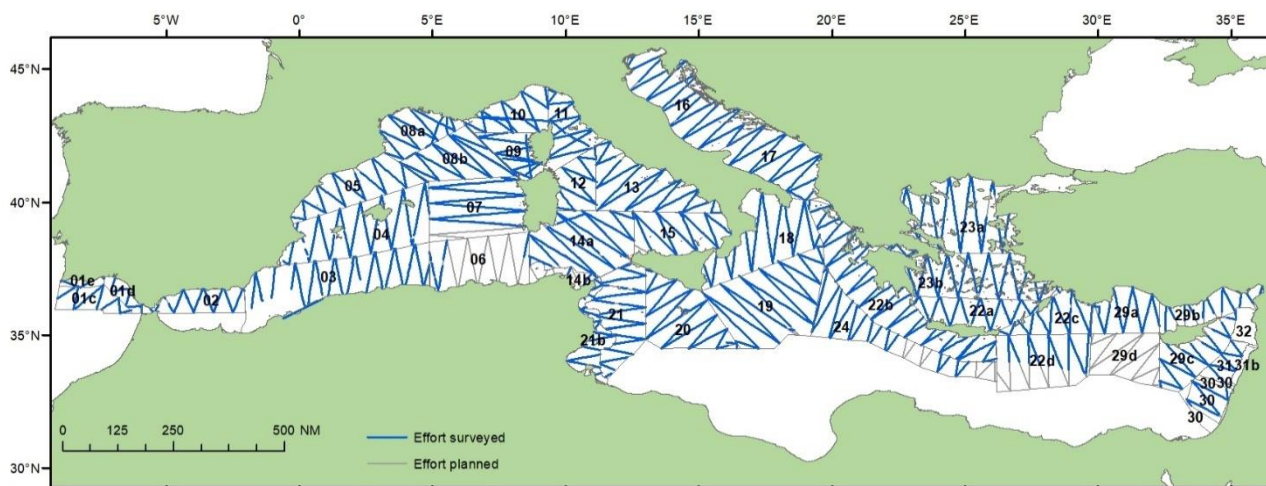 5°W 0° 5°E 10°E 15°E 20°E 25°E 30°E 35°E
45°N
16
10
11
08a
17
09
08b
05
12
13
40°N
07
23a
04
15
14a
18
06
01e
03
14b
23b
01d
01c
02
19
22b
22a
22c
29a
29b
21
20
24
32
35°N
21b
22d
29d
29c
31
31b
30
30
30
30
0 125 250 500 NM
Effort surveyed
Effort planned
30°N